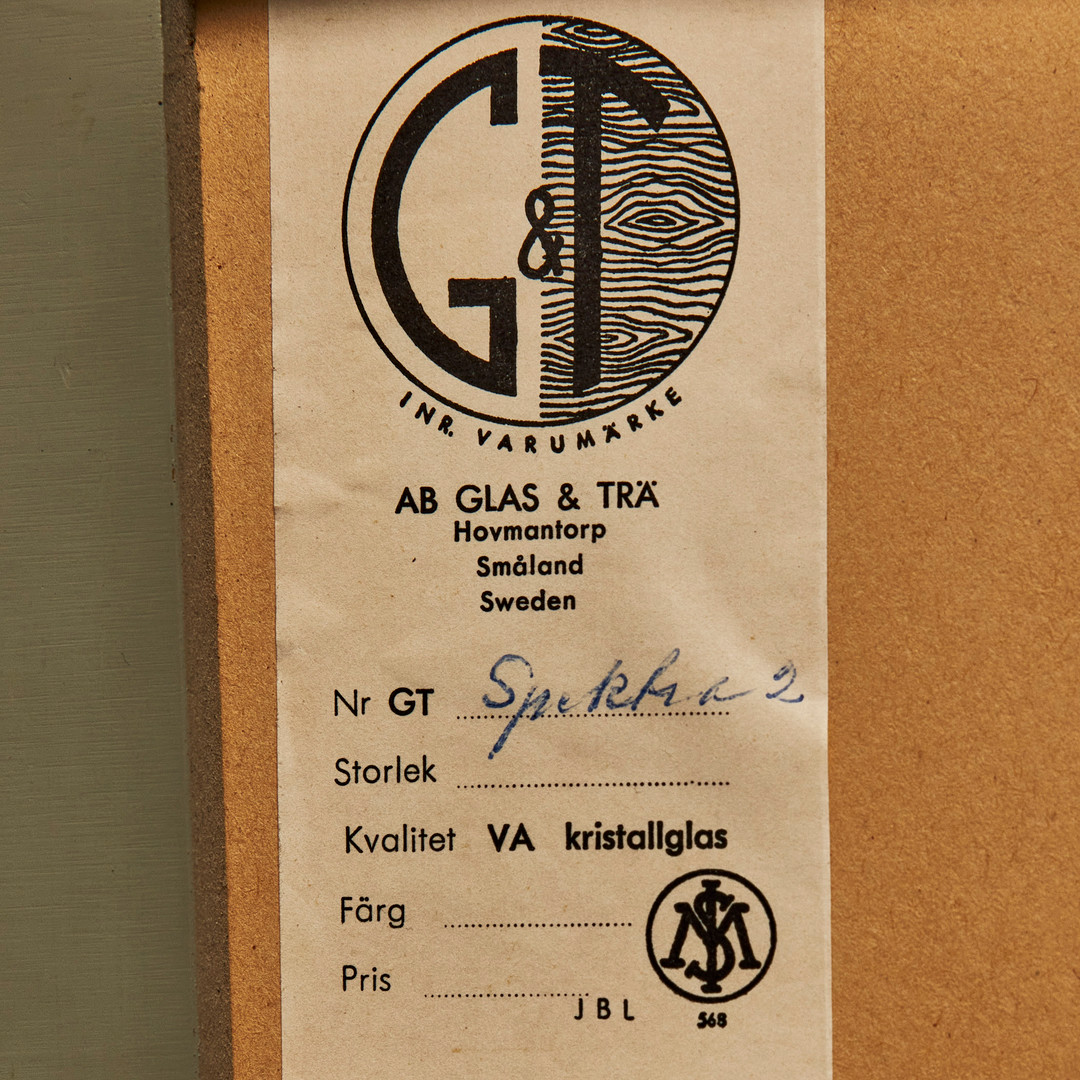 G & T
INR. VARUMÄRKE
AB GLAS & TRÄ
Hovmantorp
Småland
Sweden
Nr GT Spektra 2
Storlek
Kvalitet VA kristallglas
Färg
Pris
JBL
SIM
568